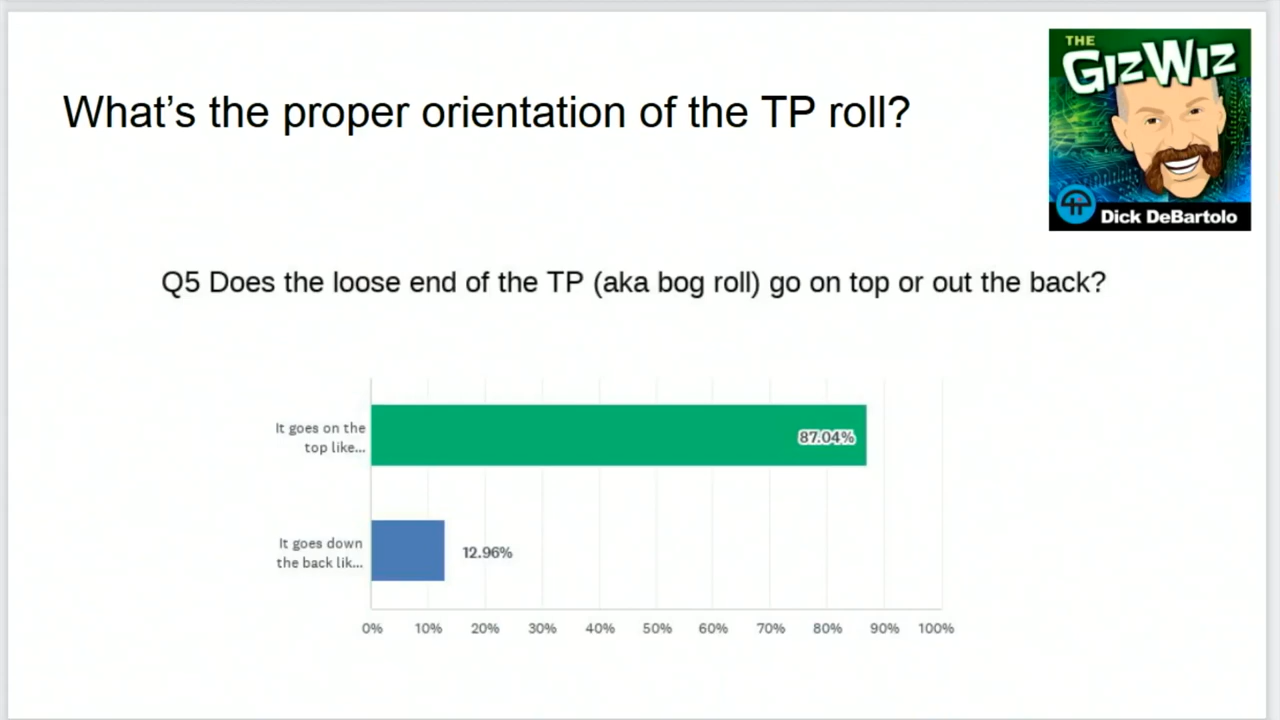 THE
GIZWIZ
Dick DeBartolo
What's the proper orientation of the TP roll?
Q5 Does the loose end of the TP (aka bog roll) go on top or out the back?
It goes on the
top like...
87.04%
It goes down
the back lik...
12.96%
0% 10% 20% 30% 40% 50% 60% 70% 80% 90% 100%